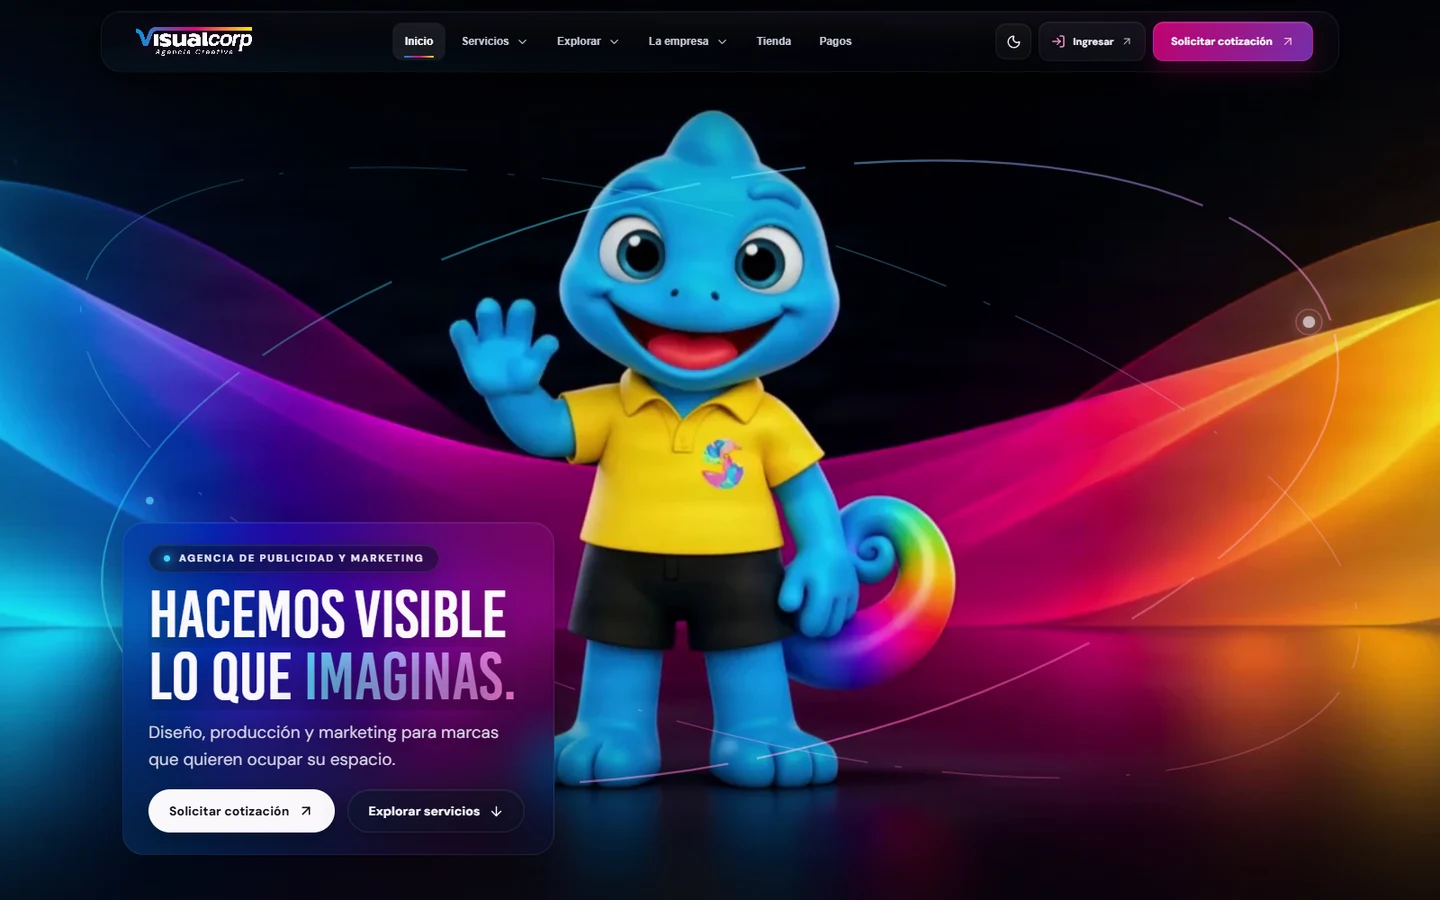 Visualcorp
Agencia Creativa
Inicio
Servicios
Explorar
La empresa
Tienda
Pagos
Ingresar
Solicitar cotización
AGENCIA DE PUBLICIDAD Y MARKETING
HACEMOS VISIBLE
LO QUE IMAGINAS.
Diseño, producción y marketing para marcas
que quieren ocupar su espacio.
Solicitar cotización
Explorar servicios